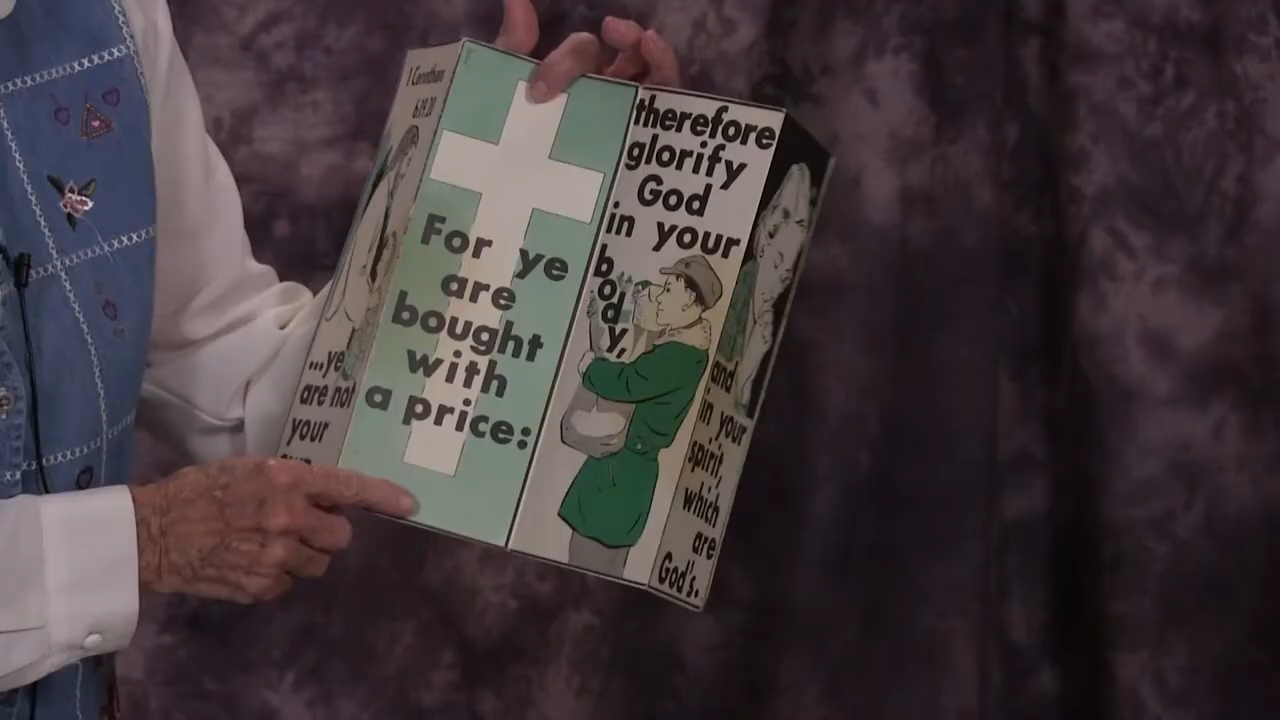 1 Corinthians
6:19,20
...ye
are not
your
own
For ye
are
bought
with
a price:
therefore
glorify
God
in your
body,
and
in your
spirit,
which
are
God's.